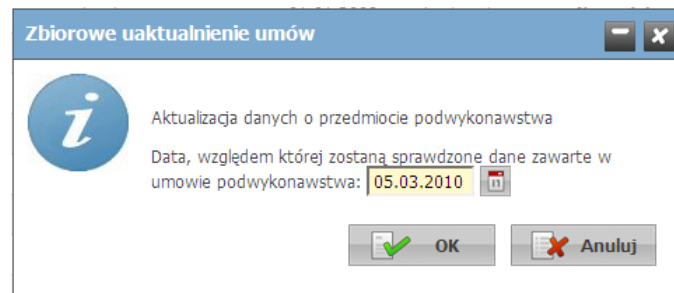 Zbiorowe uaktualnienie umów
Aktualizacja danych o przedmiocie podwykonawstwa
Data, względem której zostaną sprawdzone dane zawarte w
umowie podwykonawstwa: 05.03.2010
OK Anuluj